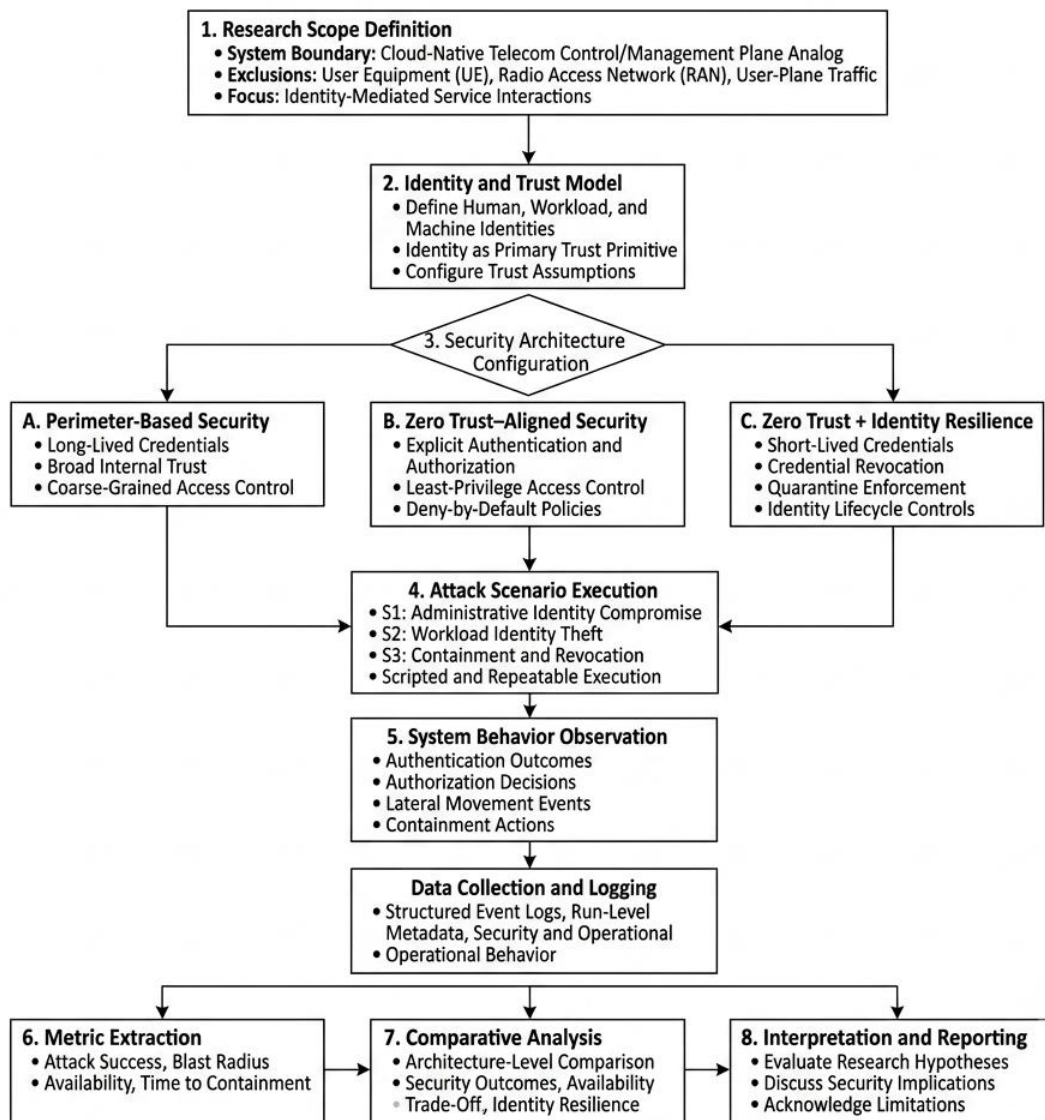 1. Research Scope Definition
• System Boundary: Cloud-Native Telecom Control/Management Plane Analog
• Exclusions: User Equipment (UE), Radio Access Network (RAN), User-Plane Traffic
• Focus: Identity-Mediated Service Interactions
2. Identity and Trust Model
• Define Human, Workload, and
Machine Identities
• Identity as Primary Trust Primitive
• Configure Trust Assumptions
3. Security Architecture
Configuration
A. Perimeter-Based Security
• Long-Lived Credentials
• Broad Internal Trust
• Coarse-Grained Access Control
B. Zero Trust–Aligned Security
• Explicit Authentication and
Authorization
• Least-Privilege Access Control
• Deny-by-Default Policies
C. Zero Trust + Identity Resilience
• Short-Lived Credentials
• Credential Revocation
• Quarantine Enforcement
• Identity Lifecycle Controls
4. Attack Scenario Execution
• S1: Administrative Identity Compromise
• S2: Workload Identity Theft
• S3: Containment and Revocation
• Scripted and Repeatable Execution
5. System Behavior Observation
• Authentication Outcomes
• Authorization Decisions
• Lateral Movement Events
• Containment Actions
Data Collection and Logging
• Structured Event Logs, Run-Level
Metadata, Security and Operational
• Operational Behavior
6. Metric Extraction
• Attack Success, Blast Radius
• Availability, Time to Containment
7. Comparative Analysis
• Architecture-Level Comparison
• Security Outcomes, Availability
• Trade-Off, Identity Resilience
8. Interpretation and Reporting
• Evaluate Research Hypotheses
• Discuss Security Implications
• Acknowledge Limitations